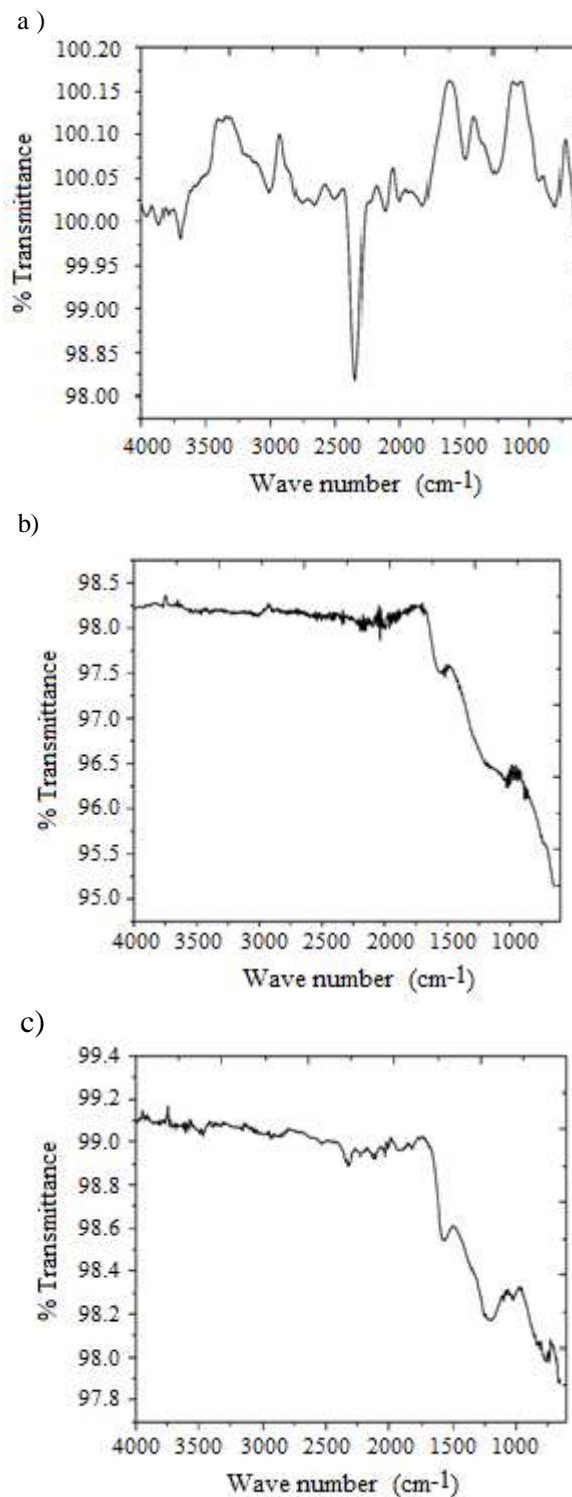 a )
100.20
100.15
100.10
100.05
100.00
99.95
99.00
98.85
98.00
% Transmittance
4000 3500 3000 2500 2000 1500 1000
Wave number (cm-1)
b)
98.5
98.0
97.5
97.0
96.5
96.0
95.5
95.0
% Transmittance
4000 3500 3000 2500 2000 1500 1000
Wave number (cm-1)
c)
99.4
99.2
99.0
98.8
98.6
98.4
98.2
98.0
97.8
% Transmittance
4000 3500 3000 2500 2000 1500 1000
Wave number (cm-1)